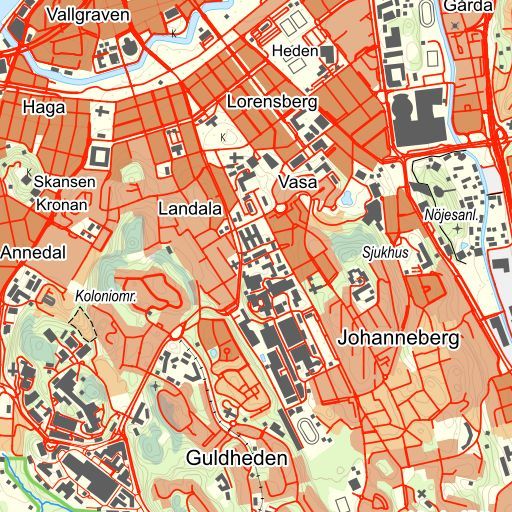 Vallgraven
Gårda
Heden
K
Haga
Lorensberg
K
Skansen
Kronan
Vasa
Landala
Nöjesanl.
Annedal
Sjukhus
Koloniomr.
Johanneberg
Guldheden